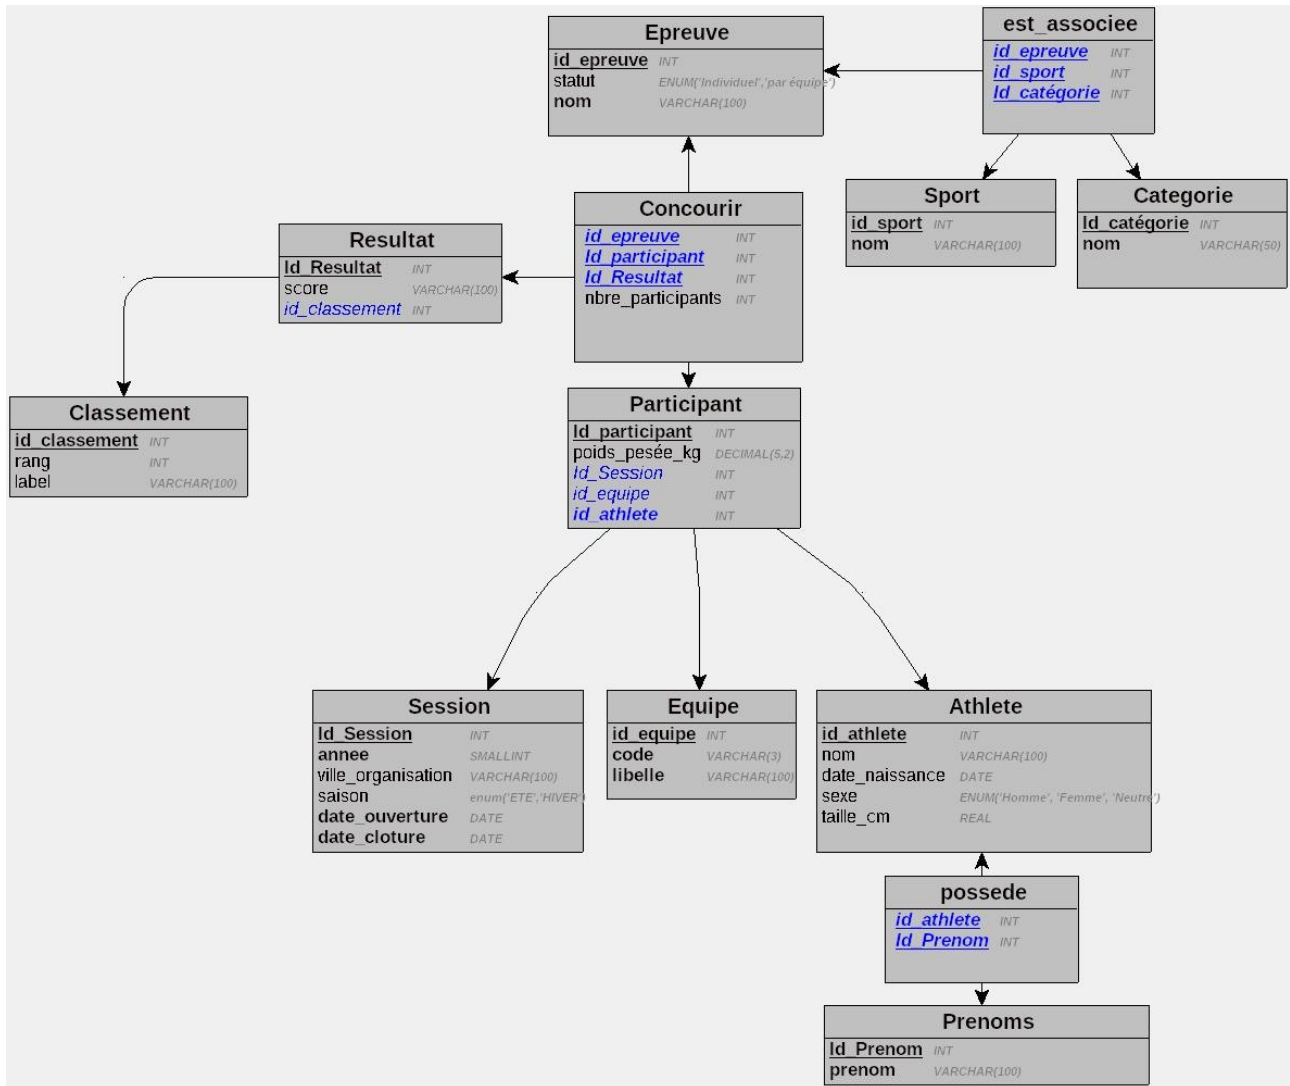 Epreuve
id_epreuve INT
statut ENUM('Individuel','par équipe')
nom VARCHAR(100)
est_associee
id_epreuve INT
id_sport INT
Id_catégorie INT
Sport
id_sport INT
nom VARCHAR(100)
Categorie
Id_catégorie INT
nom VARCHAR(50)
Concourir
id_epreuve INT
Id_participant INT
Id_Resultat INT
nbre_participants INT
Resultat
Id_Resultat INT
score VARCHAR(100)
id_classement INT
Classement
id_classement INT
rang INT
label VARCHAR(100)
Participant
Id_participant INT
poids_pesée_kg DECIMAL(5,2)
Id_Session INT
id_equipe INT
id_athlete INT
Session
Id_Session INT
annee SMALLINT
ville_organisation VARCHAR(100)
saison enum('ETE','HIVER')
date_ouverture DATE
date_cloture DATE
Equipe
id_equipe INT
code VARCHAR(3)
libelle VARCHAR(100)
Athlete
id_athlete INT
nom VARCHAR(100)
date_naissance DATE
sexe ENUM('Homme', 'Femme', 'Neutre')
taille_cm REAL
possede
id_athlete INT
Id_Prenom INT
Prenoms
Id_Prenom INT
prenom VARCHAR(100)